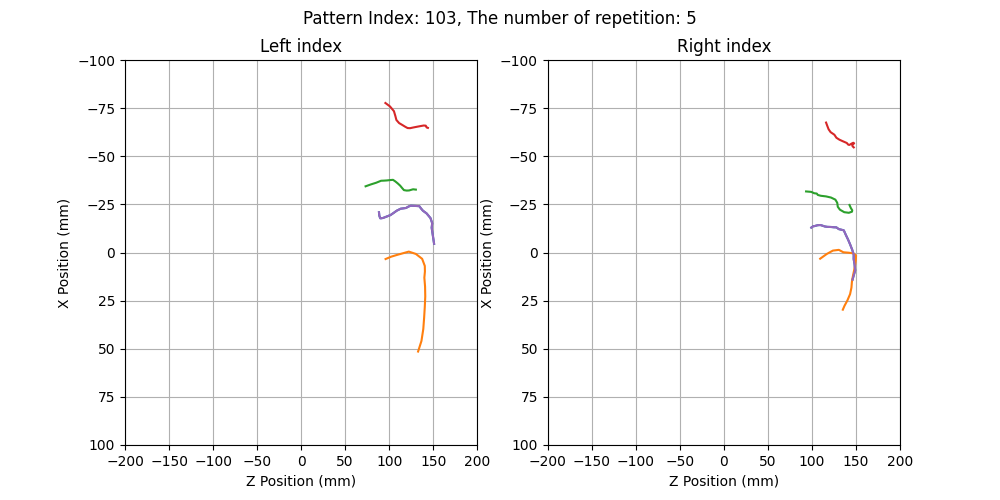 Pattern Index: 103, The number of repetition: 5
Left index
Right index
−100
−75
−50
−25
0
25
50
75
100
X Position (mm)
−200 −150 −100 −50 0 50 100 150 200
Z Position (mm)
−100
−75
−50
−25
0
25
50
75
100
X Position (mm)
−200 −150 −100 −50 0 50 100 150 200
Z Position (mm)